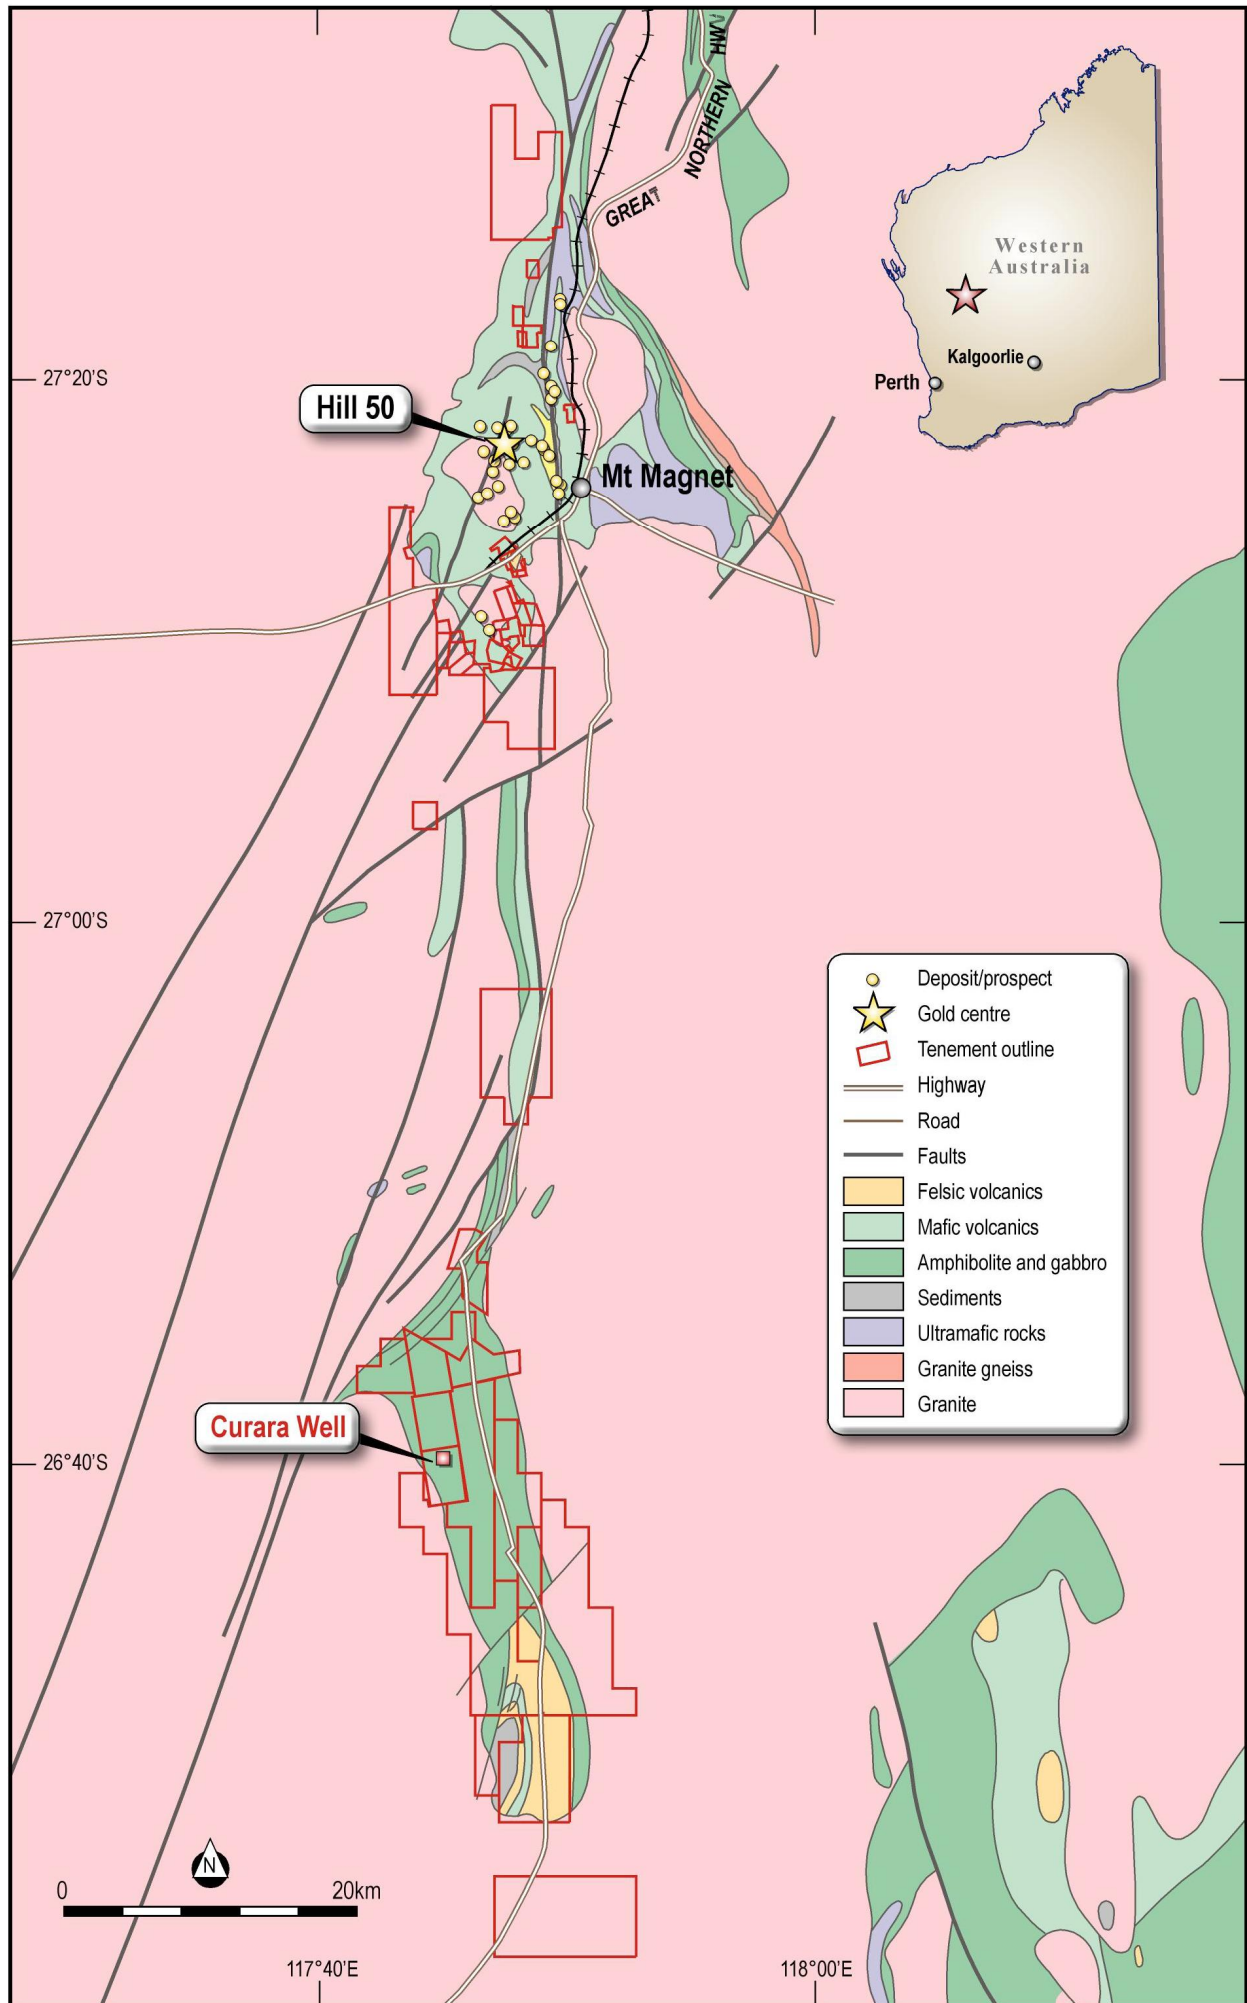 HW
NORTHERN
GREAT
Western
Australia
Kalgoorlie
Perth
27°20'S
Hill 50
Mt Magnet
27°00'S
Deposit/prospect
Gold centre
Tenement outline
Highway
Road
Faults
Felsic volcanics
Mafic volcanics
Amphibolite and gabbro
Sediments
Ultramafic rocks
Granite gneiss
Granite
Curara Well
26°40'S
N
0
20km
117°40'E
118°00'E